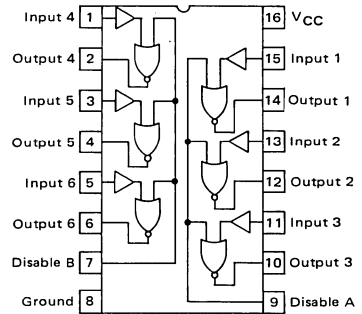 Input 4 1
Output 4 2
Input 5 3
Output 5 4
Input 6 5
Output 6 6
Disable B 7
Ground 8
16 VCC
15 Input 1
14 Output 1
13 Input 2
12 Output 2
11 Input 3
10 Output 3
9 Disable A